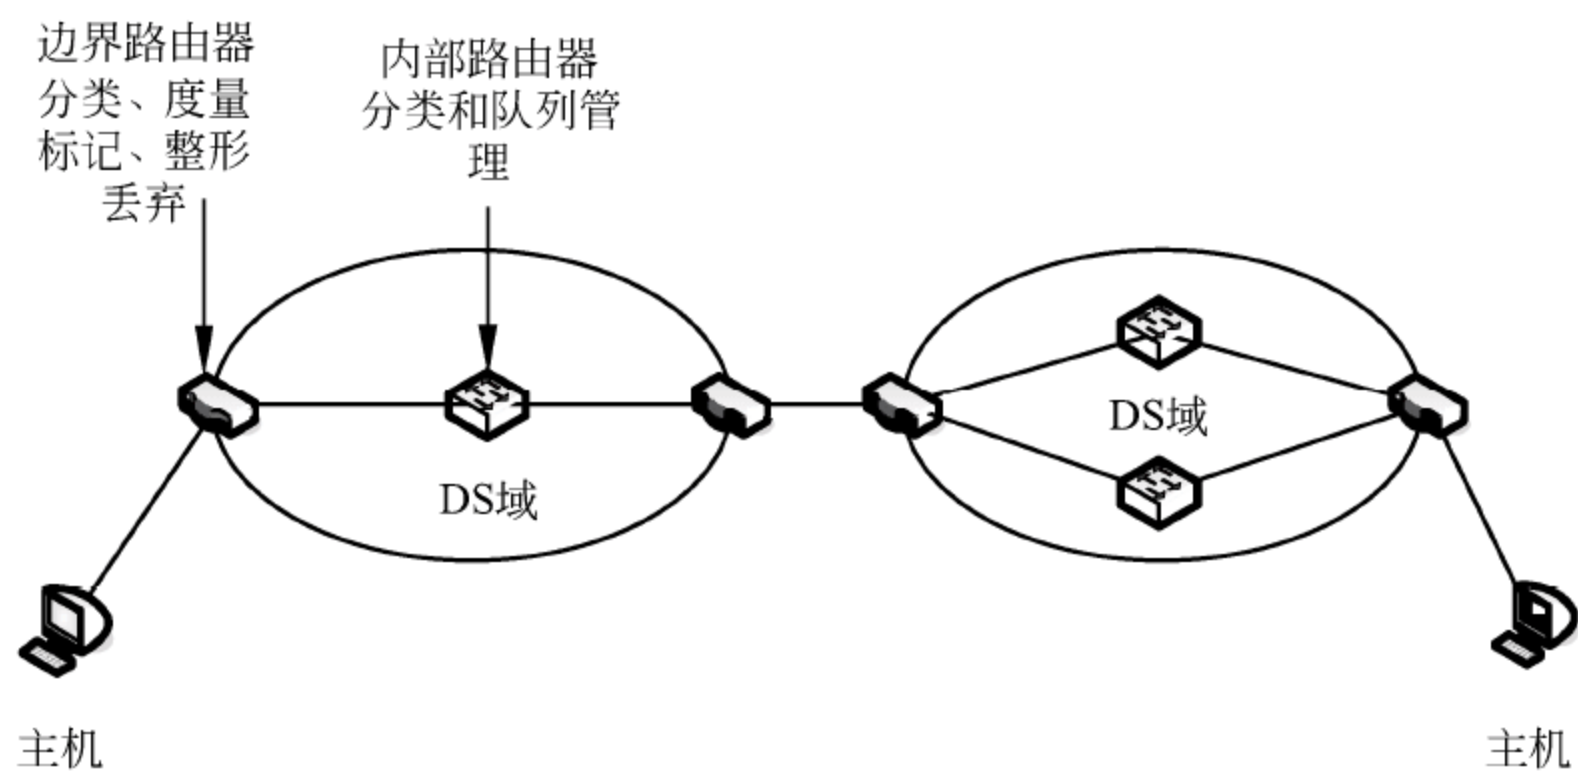 边界路由器
分类、度量
标记、整形
丢弃
内部路由器
分类和队列管
理
DS域
DS域
主机
主机